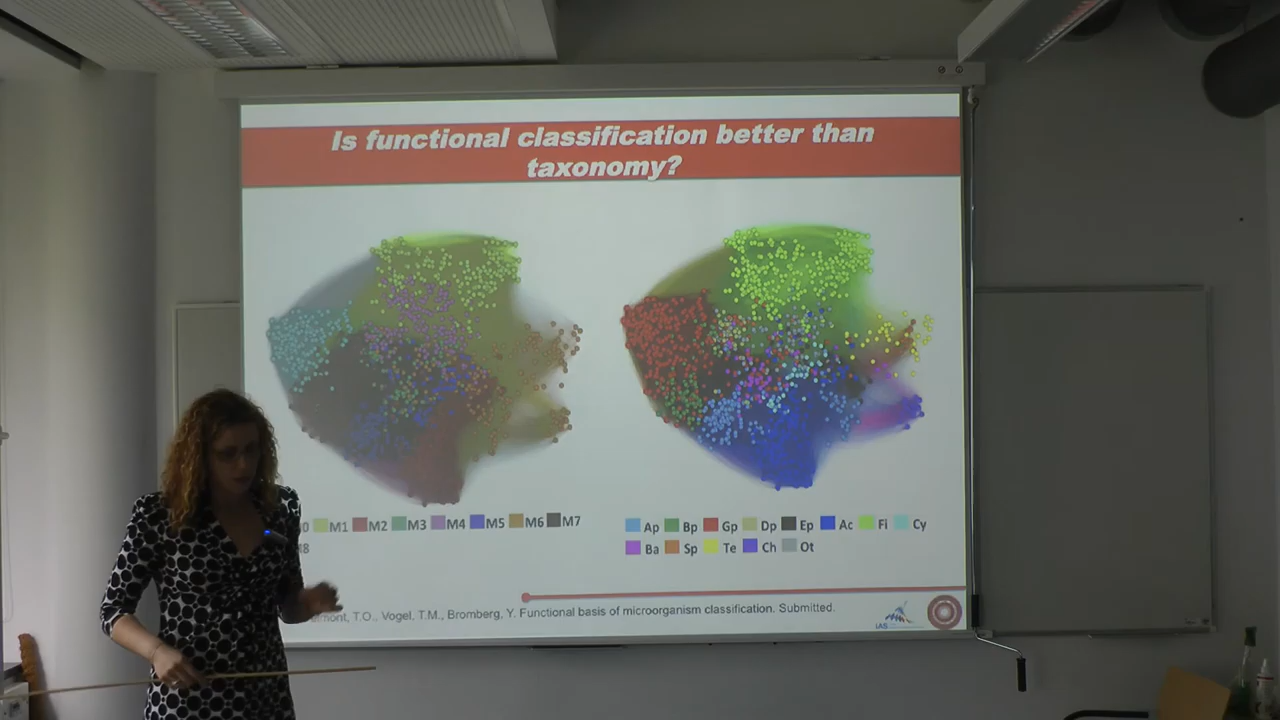 Is functional classification better than
taxonomy?
M1 M2 M3 M4 M5 M6 M7
Ap Bp Gp Dp Ep Ac Fi Cy
Ba Sp Te Ch Ot
T.O., Vogel, T.M., Bromberg, Y. Functional basis of microorganism classification. Submitted.
IAS